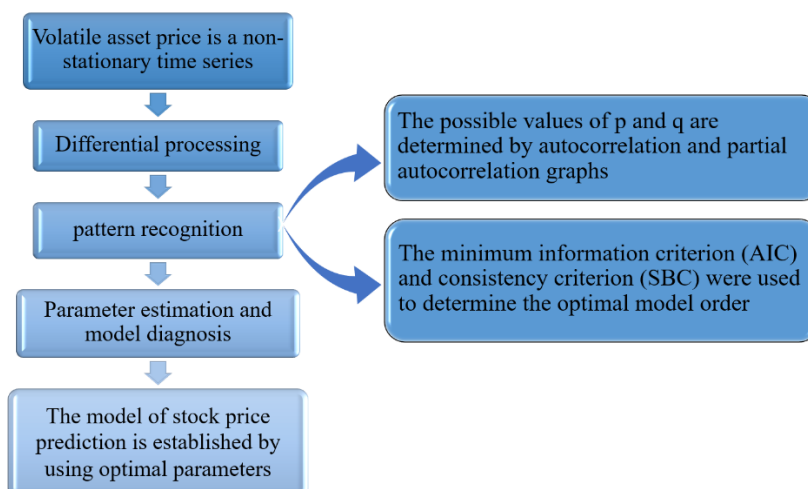 Volatile asset price is a non-
stationary time series
Differential processing
pattern recognition
Parameter estimation and
model diagnosis
The model of stock price
prediction is established by
using optimal parameters
The possible values of p and q are
determined by autocorrelation and partial
autocorrelation graphs
The minimum information criterion (AIC)
and consistency criterion (SBC) were used
to determine the optimal model order